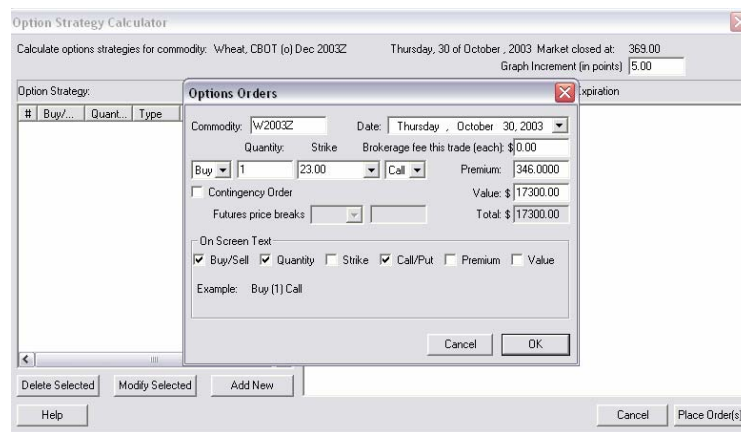 Option Strategy Calculator
Calculate options strategies for commodity: Wheat, CBOT (o) Dec 2003Z Thursday, 30 of October , 2003 Market closed at: 369.00
Graph Increment (in points) 5.00
Option Strategy:
xpiration
# Buy/... Quant... Type
Options Orders
Commodity: W2003Z Date: Thursday , October 30, 2003
Quantity: Strike Brokerage fee this trade (each): $ 0.00
Buy 1 23.00 Call Premium: 346.0000
Contingency Order Value: $ 17300.00
Futures price breaks Total: $ 17300.00
On Screen Text
Buy/Sell Quantity Strike Call/Put Premium Value
Example: Buy (1) Call
Cancel OK
Delete Selected Modify Selected Add New
Help Cancel Place Order(s)